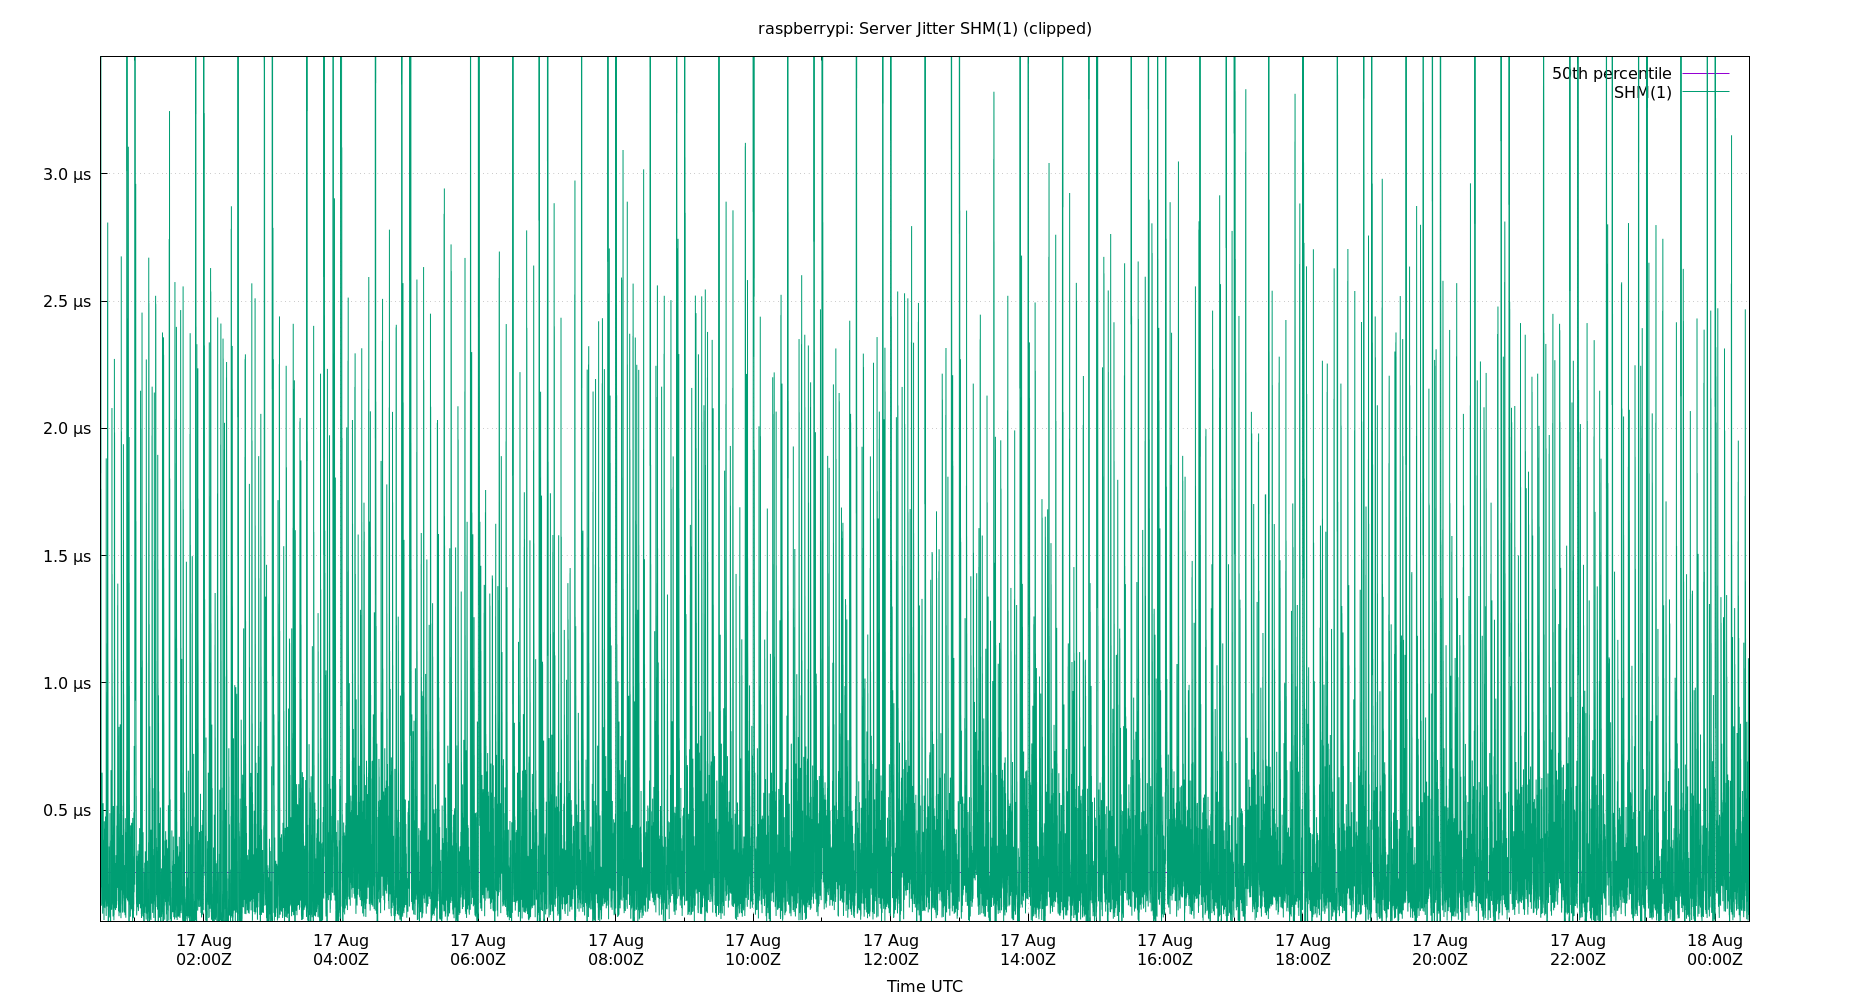 raspberrypi: Server Jitter SHM(1) (clipped)
50th percentile
SHM(1)
3.0 µs
2.5 µs
2.0 µs
1.5 µs
1.0 µs
0.5 µs
17 Aug 17 Aug 17 Aug 17 Aug 17 Aug 17 Aug 17 Aug 17 Aug 17 Aug 17 Aug 17 Aug 18 Aug
02:00Z 04:00Z 06:00Z 08:00Z 10:00Z 12:00Z 14:00Z 16:00Z 18:00Z 20:00Z 22:00Z 00:00Z
Time UTC